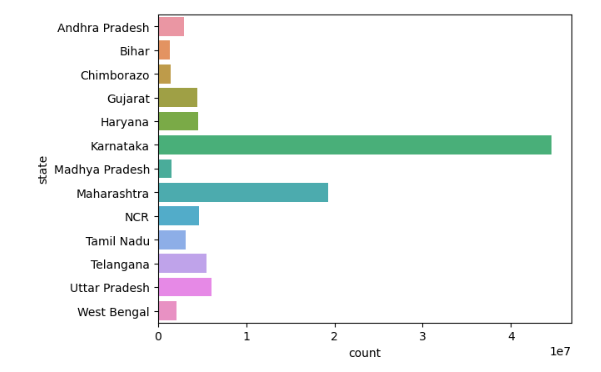 Andhra Pradesh
Bihar
Chimborazo
Gujarat
Haryana
Karnataka
Madhya Pradesh
Maharashtra
NCR
Tamil Nadu
Telangana
Uttar Pradesh
West Bengal
state
0 1 2 3 4
1e7
count